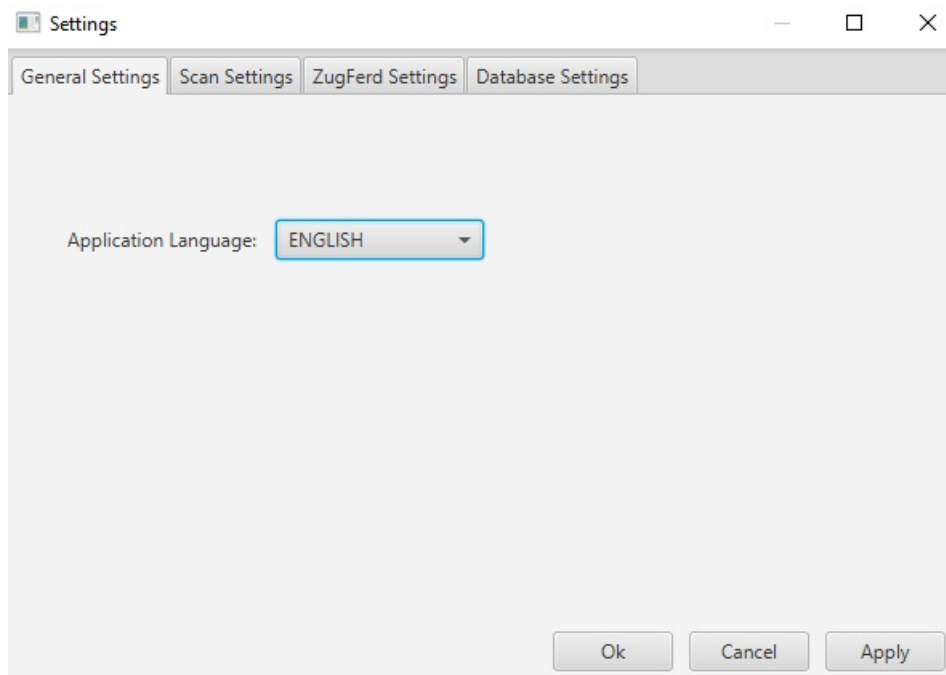 Settings
General Settings Scan Settings ZugFerd Settings Database Settings
Application Language: ENGLISH
Ok Cancel Apply